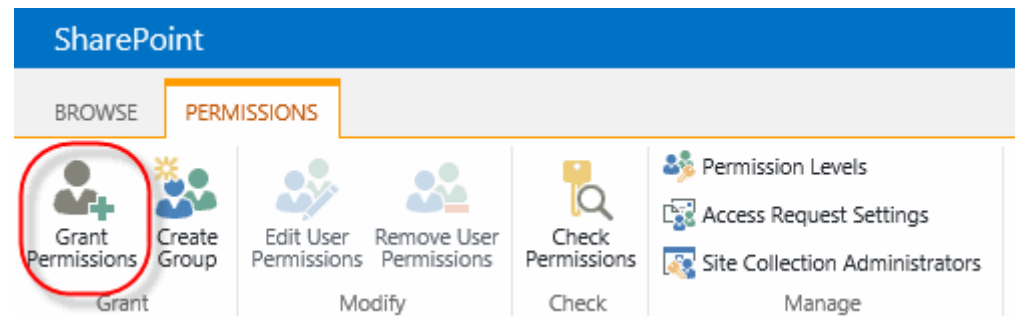 SharePoint
BROWSE PERMISSIONS
Grant Permissions
Create Group
Edit User Permissions
Remove User Permissions
Check Permissions
Permission Levels
Access Request Settings
Site Collection Administrators
Grant Modify Check Manage